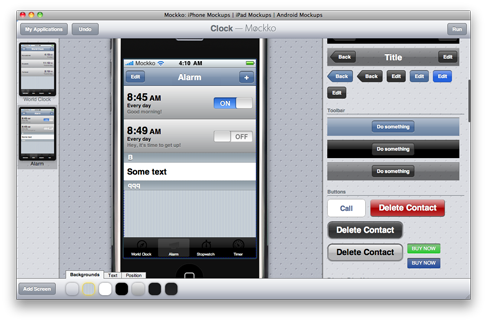 Mockko: iPhone Mockups | iPad Mockups | Android Mockups
My Applications
Undo
Clock — Mockko
Run
World Clock
Alarm
Mockko
4:10 AM
Edit
Alarm
+
8:45 AM
Every day
Good morning!
ON
8:49 AM
Every day
Hey, it's time to get up!
OFF
B
Some text
qqq
World Clock
Alarm
Stopwatch
Timer
Back
Title
Edit
Back
Back
Edit
Edit
Edit
Edit
Toolbar
Do something
Do something
Do something
Buttons
Call
Delete Contact
Delete Contact
Delete Contact
BUY NOW
BUY NOW
Backgrounds
Text
Position
Add Screen